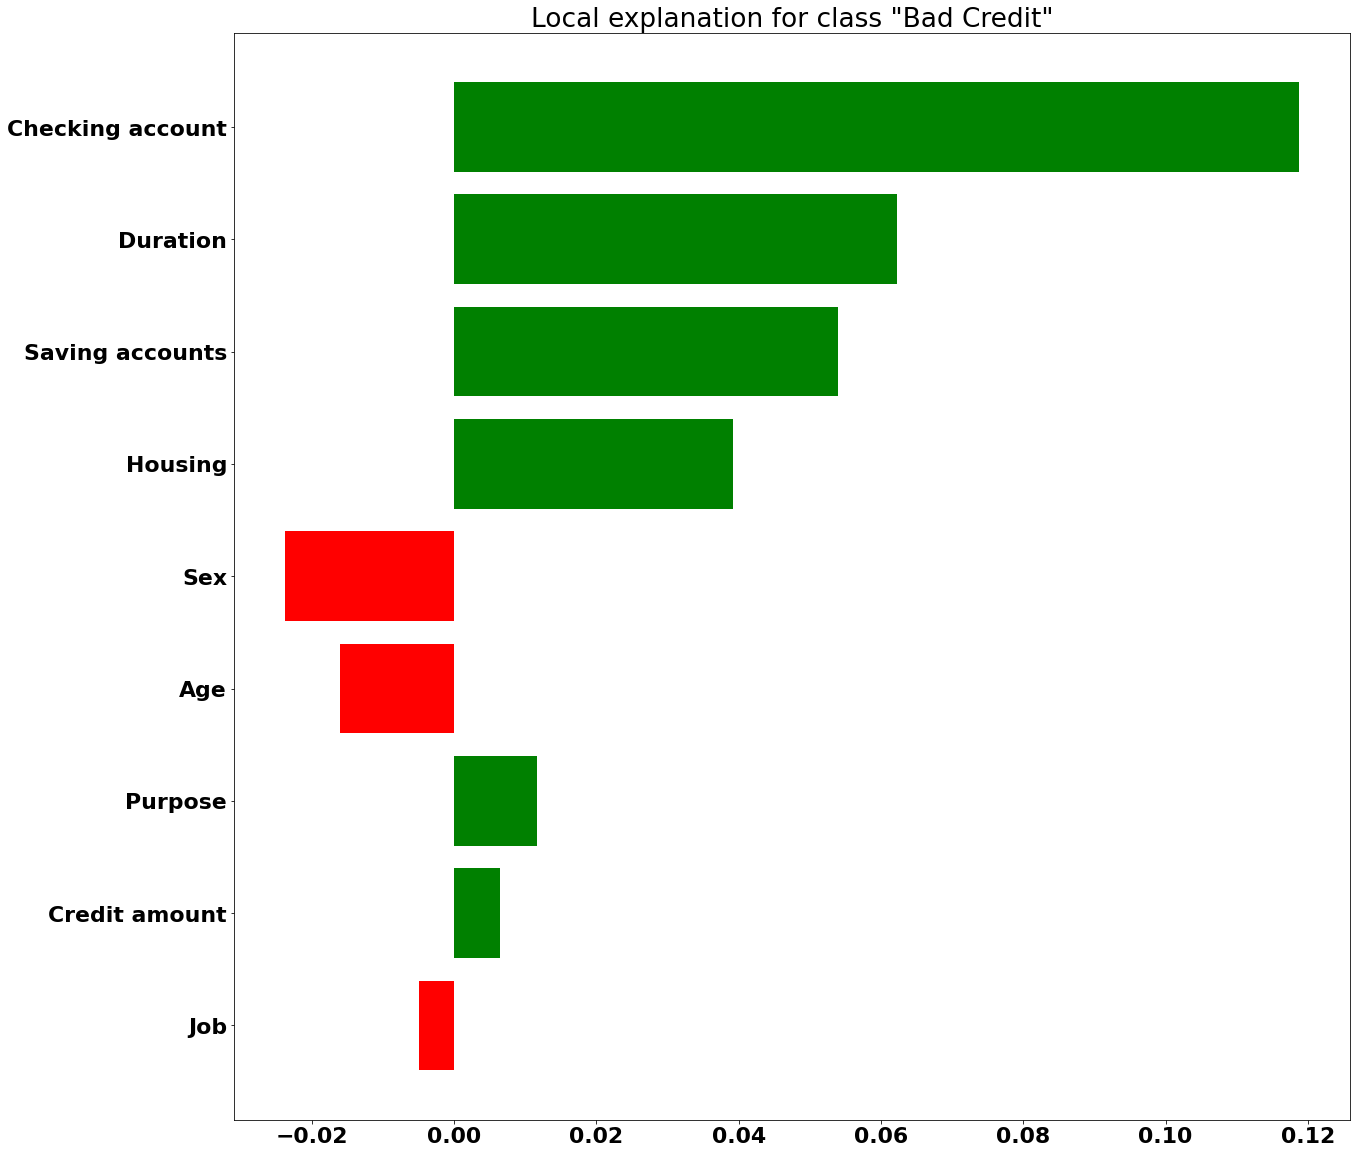 Local explanation for class "Bad Credit"
Checking account
Duration
Saving accounts
Housing
Sex
Age
Purpose
Credit amount
Job
−0.02 0.00 0.02 0.04 0.06 0.08 0.10 0.12